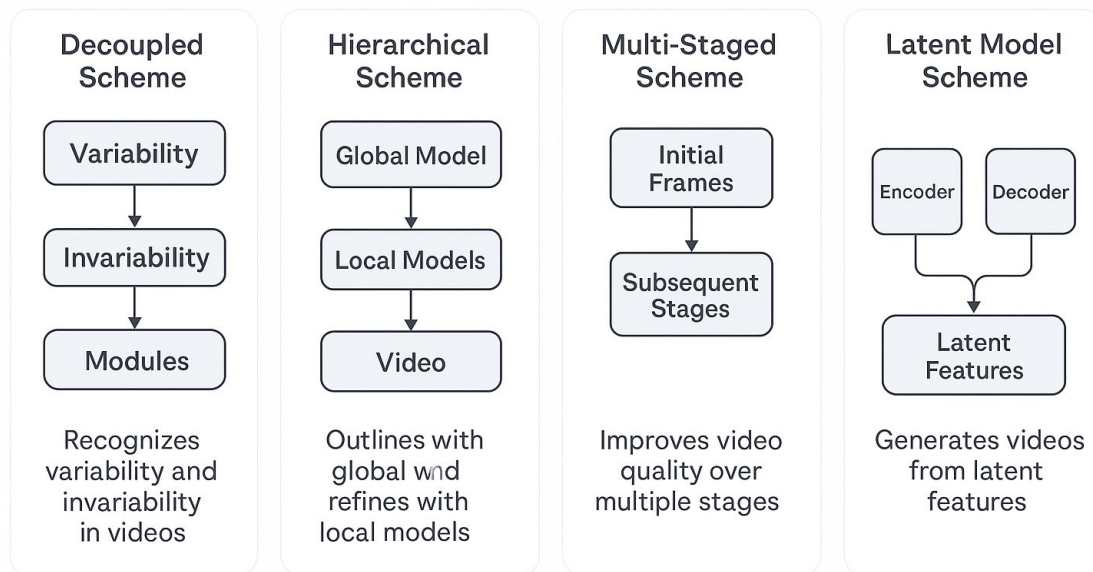 Decoupled
Scheme
Variability
Invariability
Modules
Recognizes
variability and
invariability
in videos
Hierarchical
Scheme
Global Model
Local Models
Video
Outlines with
global
refines with
local models
Multi-Staged
Scheme
Initial
Frames
Subsequent
Stages
Improves video
quality over
multiple stages
Latent Model
Scheme
Encoder
Decoder
Latent
Features
Generates videos
from latent
features